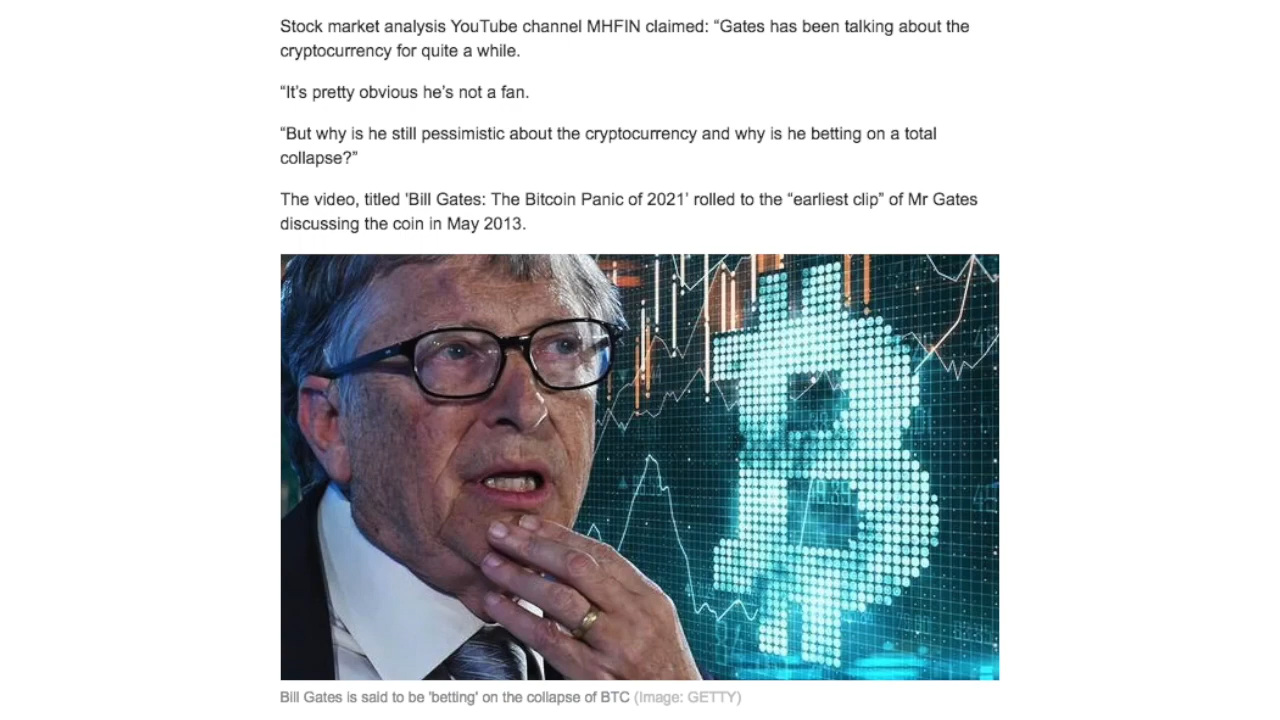 Stock market analysis YouTube channel MHFIN claimed: “Gates has been talking about the
cryptocurrency for quite a while.
“It’s pretty obvious he’s not a fan.
“But why is he still pessimistic about the cryptocurrency and why is he betting on a total
collapse?”
The video, titled 'Bill Gates: The Bitcoin Panic of 2021' rolled to the “earliest clip” of Mr Gates
discussing the coin in May 2013.
Bill Gates is said to be 'betting' on the collapse of BTC (Image: GETTY)